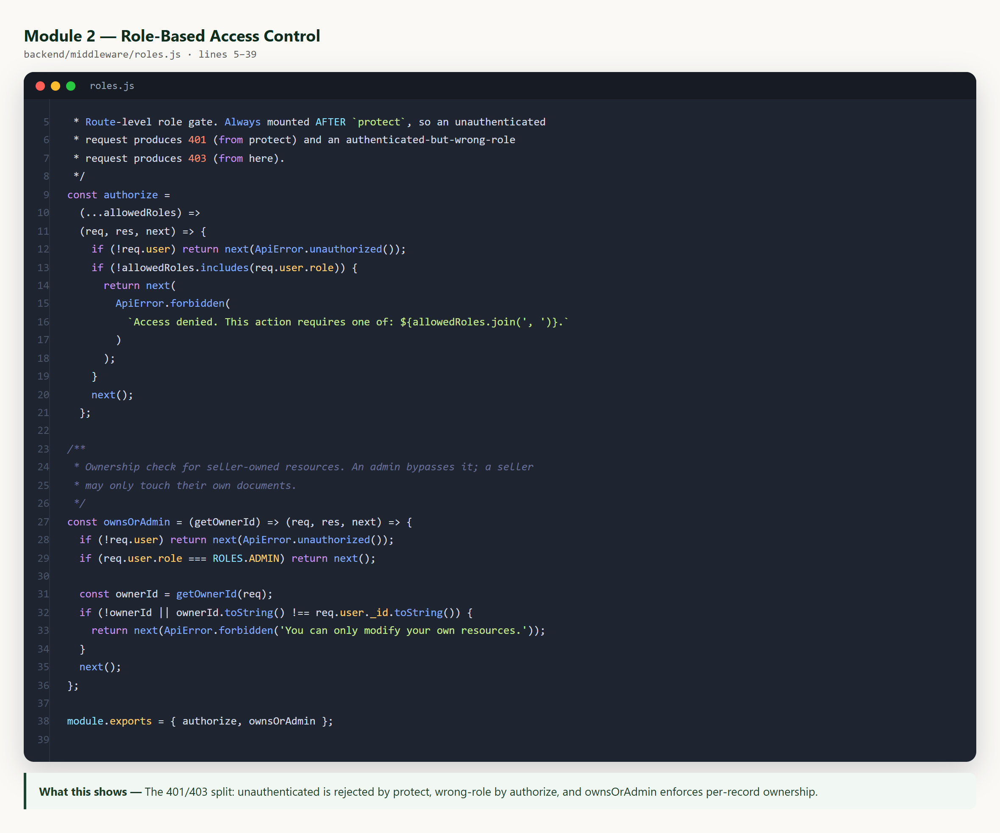 Module 2 — Role-Based Access Control
backend/middleware/roles.js · lines 5–39
roles.js
5 * Route-level role gate. Always mounted AFTER `protect`, so an unauthenticated
6 * request produces 401 (from protect) and an authenticated-but-wrong-role
7 * request produces 403 (from here).
8 */
9 const authorize =
10 (...allowedRoles) =>
11 (req, res, next) => {
12 if (!req.user) return next(ApiError.unauthorized());
13 if (!allowedRoles.includes(req.user.role)) {
14 return next(
15 ApiError.forbidden(
16 `Access denied. This action requires one of: ${allowedRoles.join(', ')}.`
17 )
18 );
19 }
20 next();
21 };
22
23 /**
24 * Ownership check for seller-owned resources. An admin bypasses it; a seller
25 * may only touch their own documents.
26 */
27 const ownsOrAdmin = (getOwnerId) => (req, res, next) => {
28 if (!req.user) return next(ApiError.unauthorized());
29 if (req.user.role === ROLES.ADMIN) return next();
30
31 const ownerId = getOwnerId(req);
32 if (!ownerId || ownerId.toString() !== req.user._id.toString()) {
33 return next(ApiError.forbidden('You can only modify your own resources.'));
34 }
35 next();
36 };
37
38 module.exports = { authorize, ownsOrAdmin };
39
What this shows — The 401/403 split: unauthenticated is rejected by protect, wrong-role by authorize, and ownsOrAdmin enforces per-record ownership.